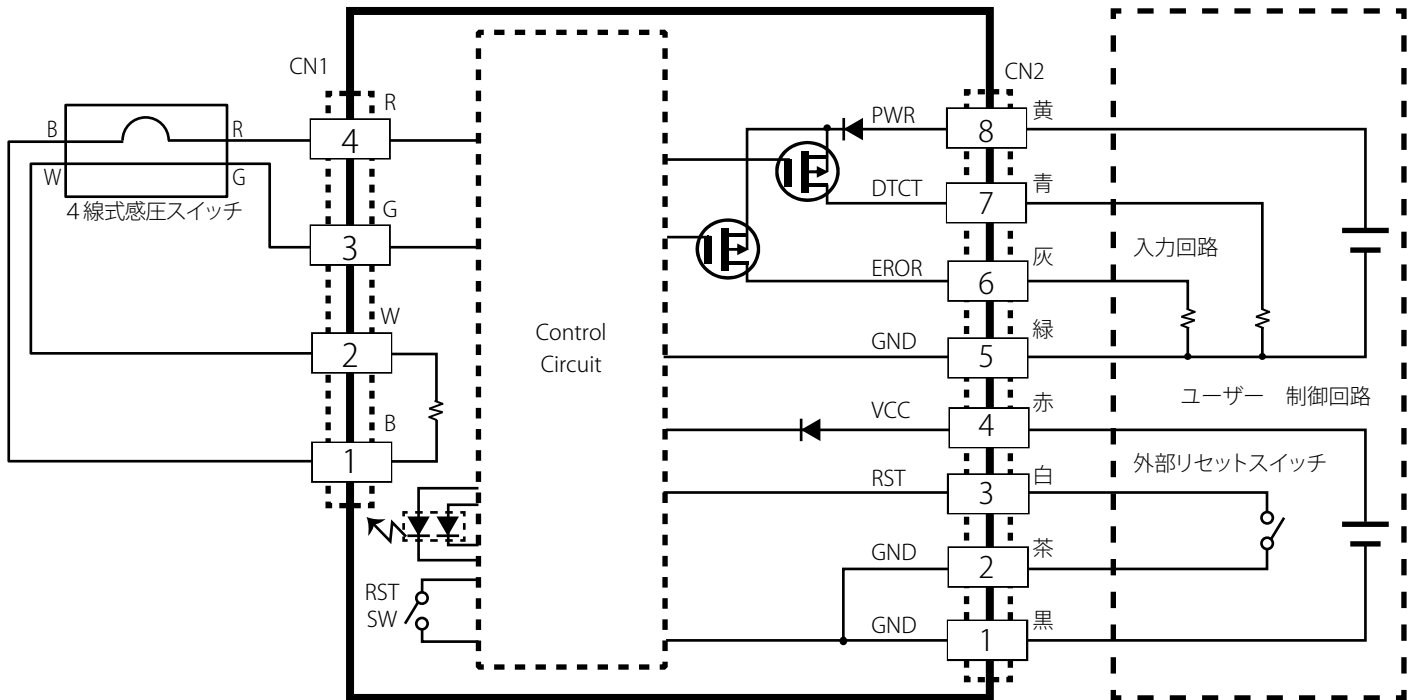 CN1
R
4
B
R
W
G
4線式感圧スイッチ
G
3
W
2
B
1
RST
SW
Control
Circuit
CN2
PWR
8
黄
DTCT
7
青
EROR
6
灰
GND
5
緑
VCC
4
赤
RST
3
白
GND
2
茶
GND
1
黒
入力回路
ユーザー 制御回路
外部リセットスイッチ